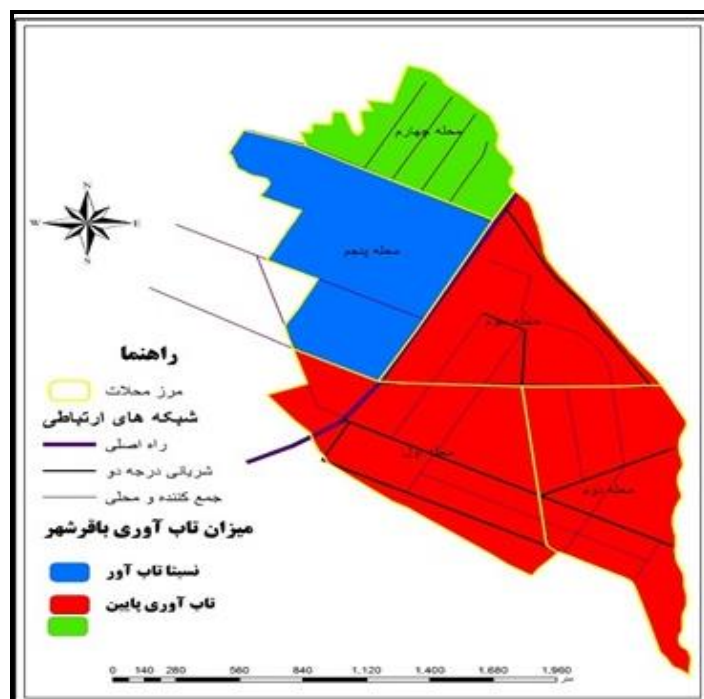 محله چهارم
N
W E
S
محله پنجم
محله سوم
راهنما
مرز محلات
شبکه های ارتباطی
راه اصلی
شریانی درجه دو
جمع کننده و محلی
محله اول
محله دوم
میزان تاب آوری باقرشهر
نسبتا تاب آور
تاب آوری پایین
0 140 280 560 840 1,120 1,400 1,680 1,960
متر